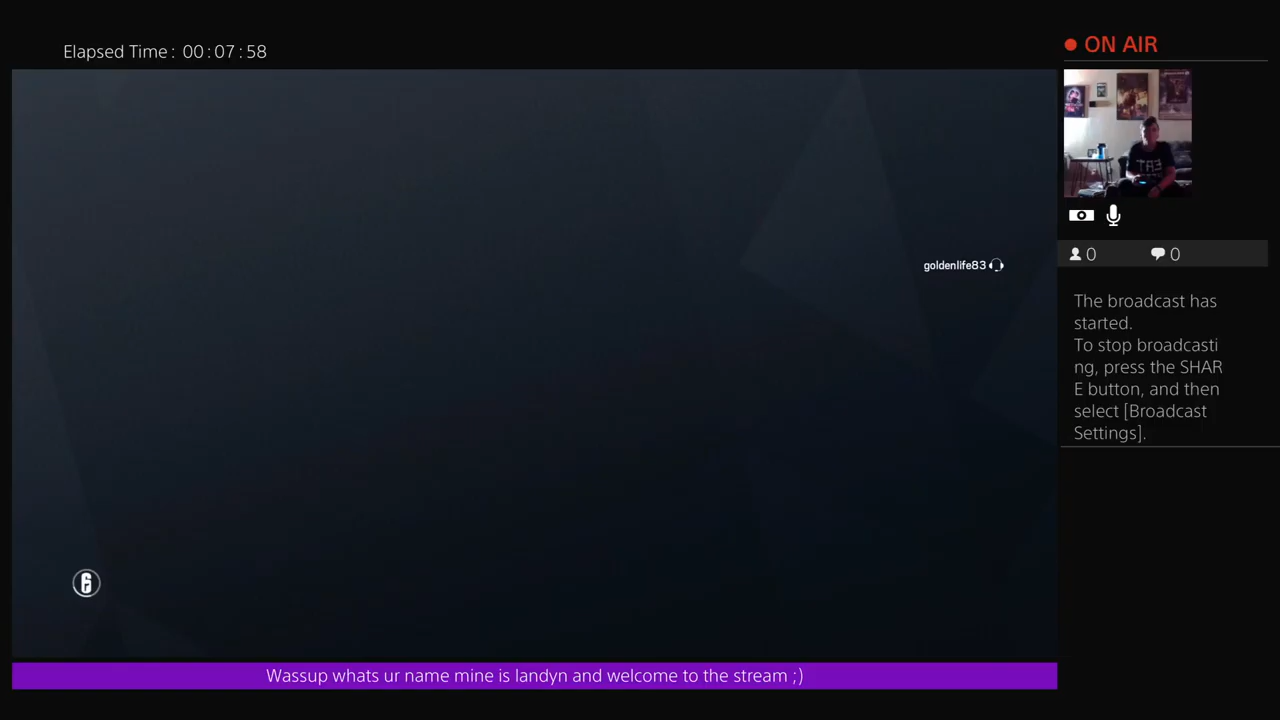 Elapsed Time : 00:07:58
ON AIR
0 0
goldenlife83
The broadcast has
started.
To stop broadcasti
ng, press the SHAR
E button, and then
select [Broadcast
Settings].
6
Wassup whats ur name mine is landyn and welcome to the stream ;)